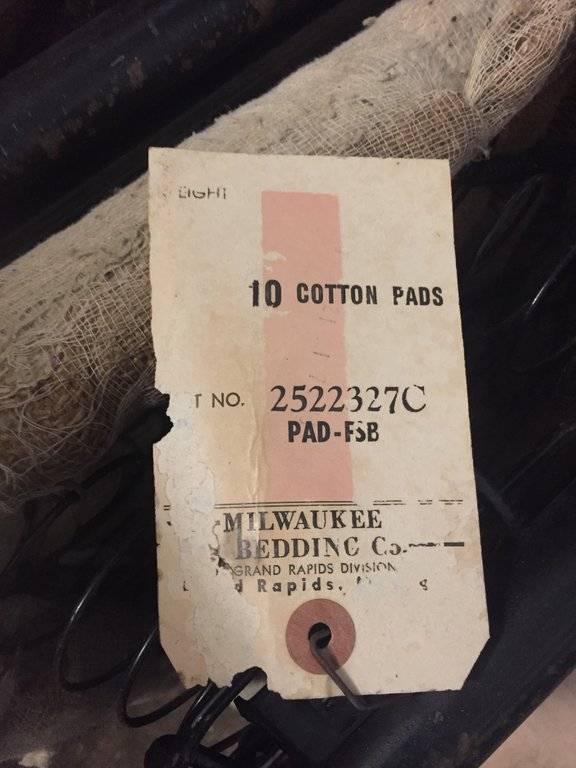 EIGHT
10 COTTON PADS
T NO. 2522327C
PAD-FSB
MILWAUKEE
BEDDING Co.
GRAND RAPIDS DIVISION
d Rapids,